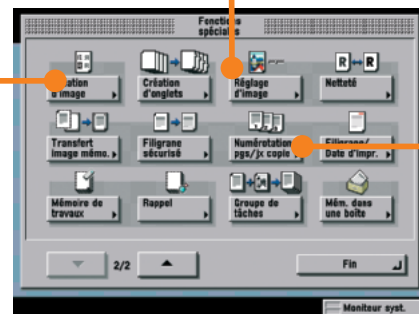 Fonctions
spéciales
d'image
Création
d'onglets
Réglage
d'image
R R
Netteté
Transfert
image mémo.
Filigrane
sécurisé
Numérotation
pgs/jx copie
Filigrane/
Date d'impr.
Mémoire de
travaux
Rappel
Groupe de
tâches
Mém. dans
une boîte
2/2
Fin
Moniteur syst.